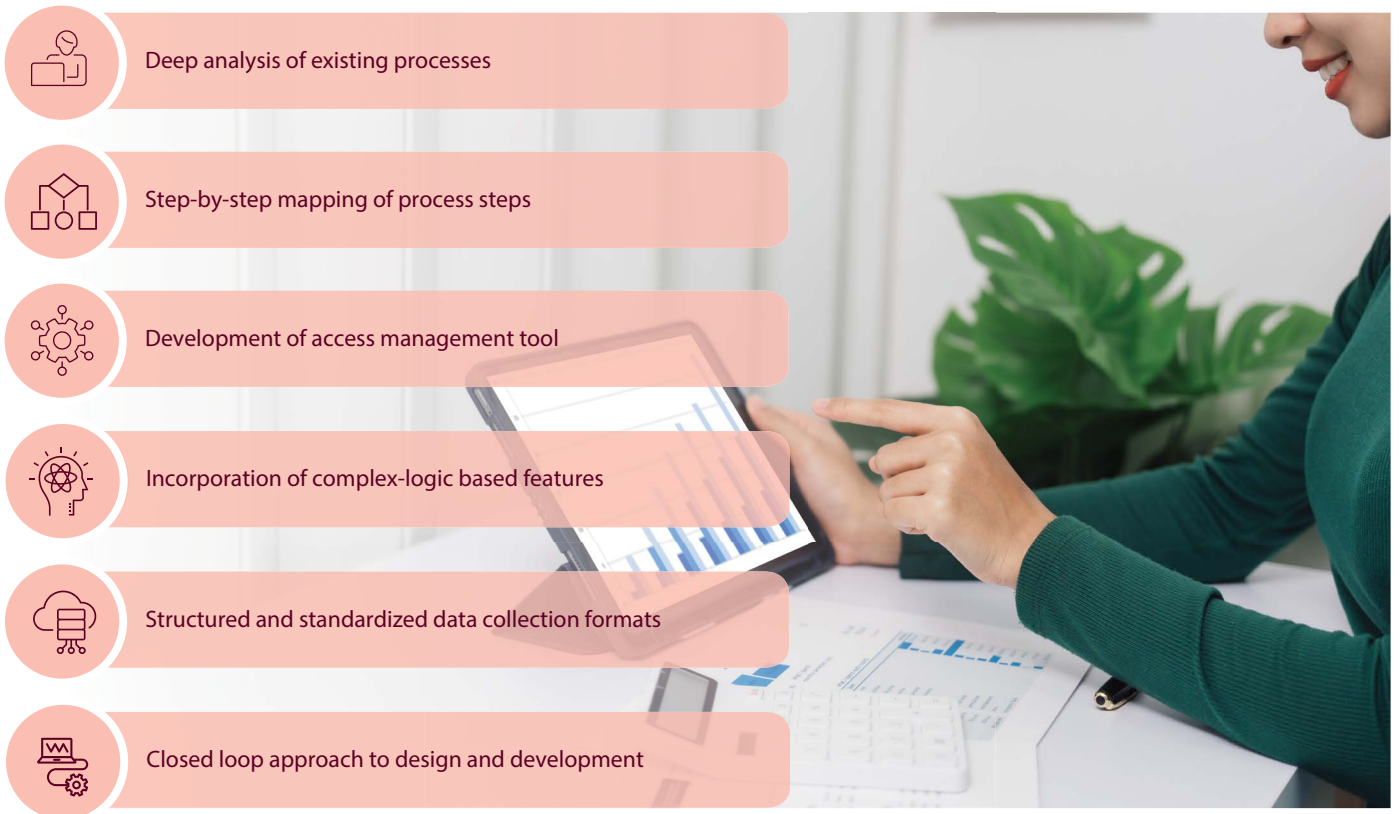 Deep analysis of existing processes
Step-by-step mapping of process steps
Development of access management tool
Incorporation of complex-logic based features
Structured and standardized data collection formats
Closed loop approach to design and development